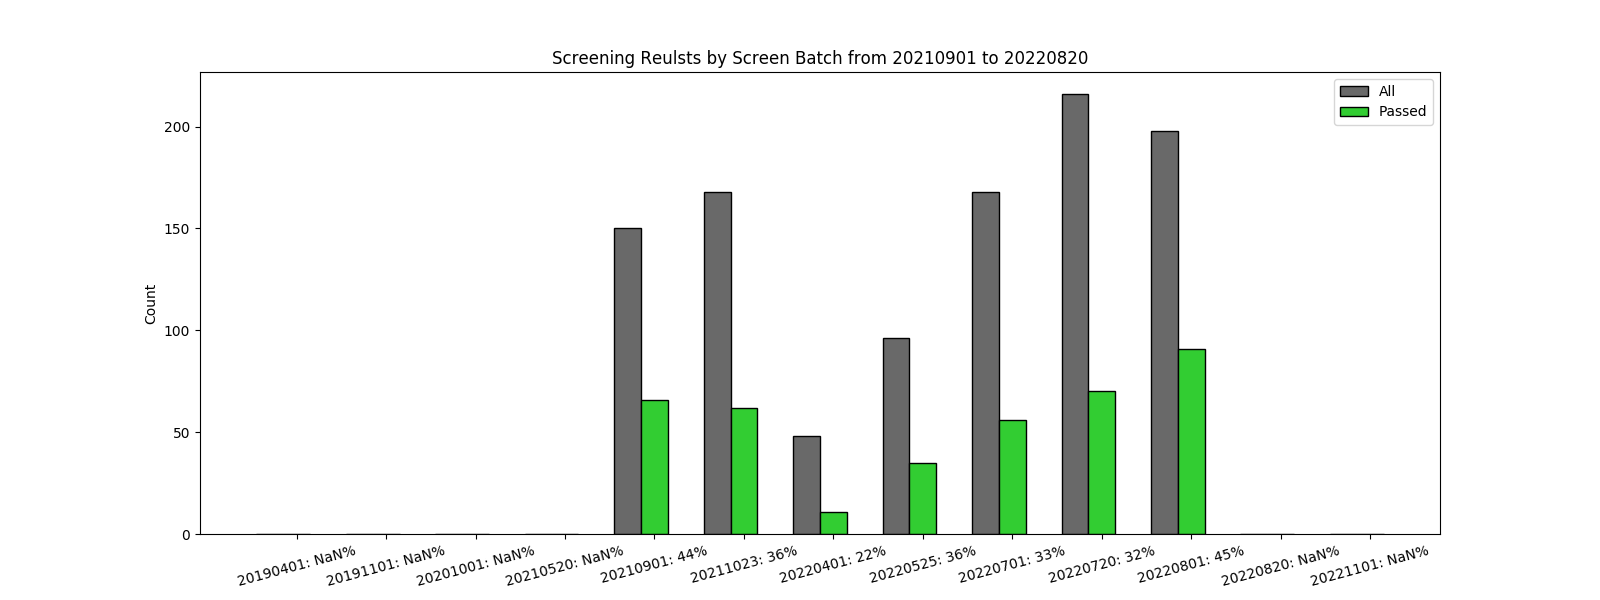 Screening Reulsts by Screen Batch from 20210901 to 20220820
All
Passed
Count
200
150
100
50
0
20190401: NaN%
20191101: NaN%
20201001: NaN%
20210520: NaN%
20210901: 44%
20211023: 36%
20220401: 22%
20220525: 36%
20220701: 33%
20220720: 32%
20220801: 45%
20220820: NaN%
20221101: NaN%